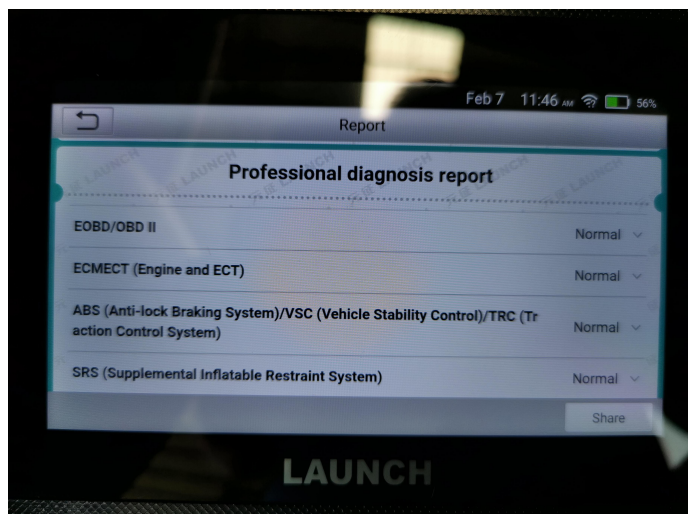 Feb 7 11:46 AM 56%
Report
Professional diagnosis report
EOBD/OBD II
Normal
ECMECT (Engine and ECT)
Normal
ABS (Anti-lock Braking System)/VSC (Vehicle Stability Control)/TRC (Tr
action Control System)
Normal
SRS (Supplemental Inflatable Restraint System)
Normal
Share
LAUNCH